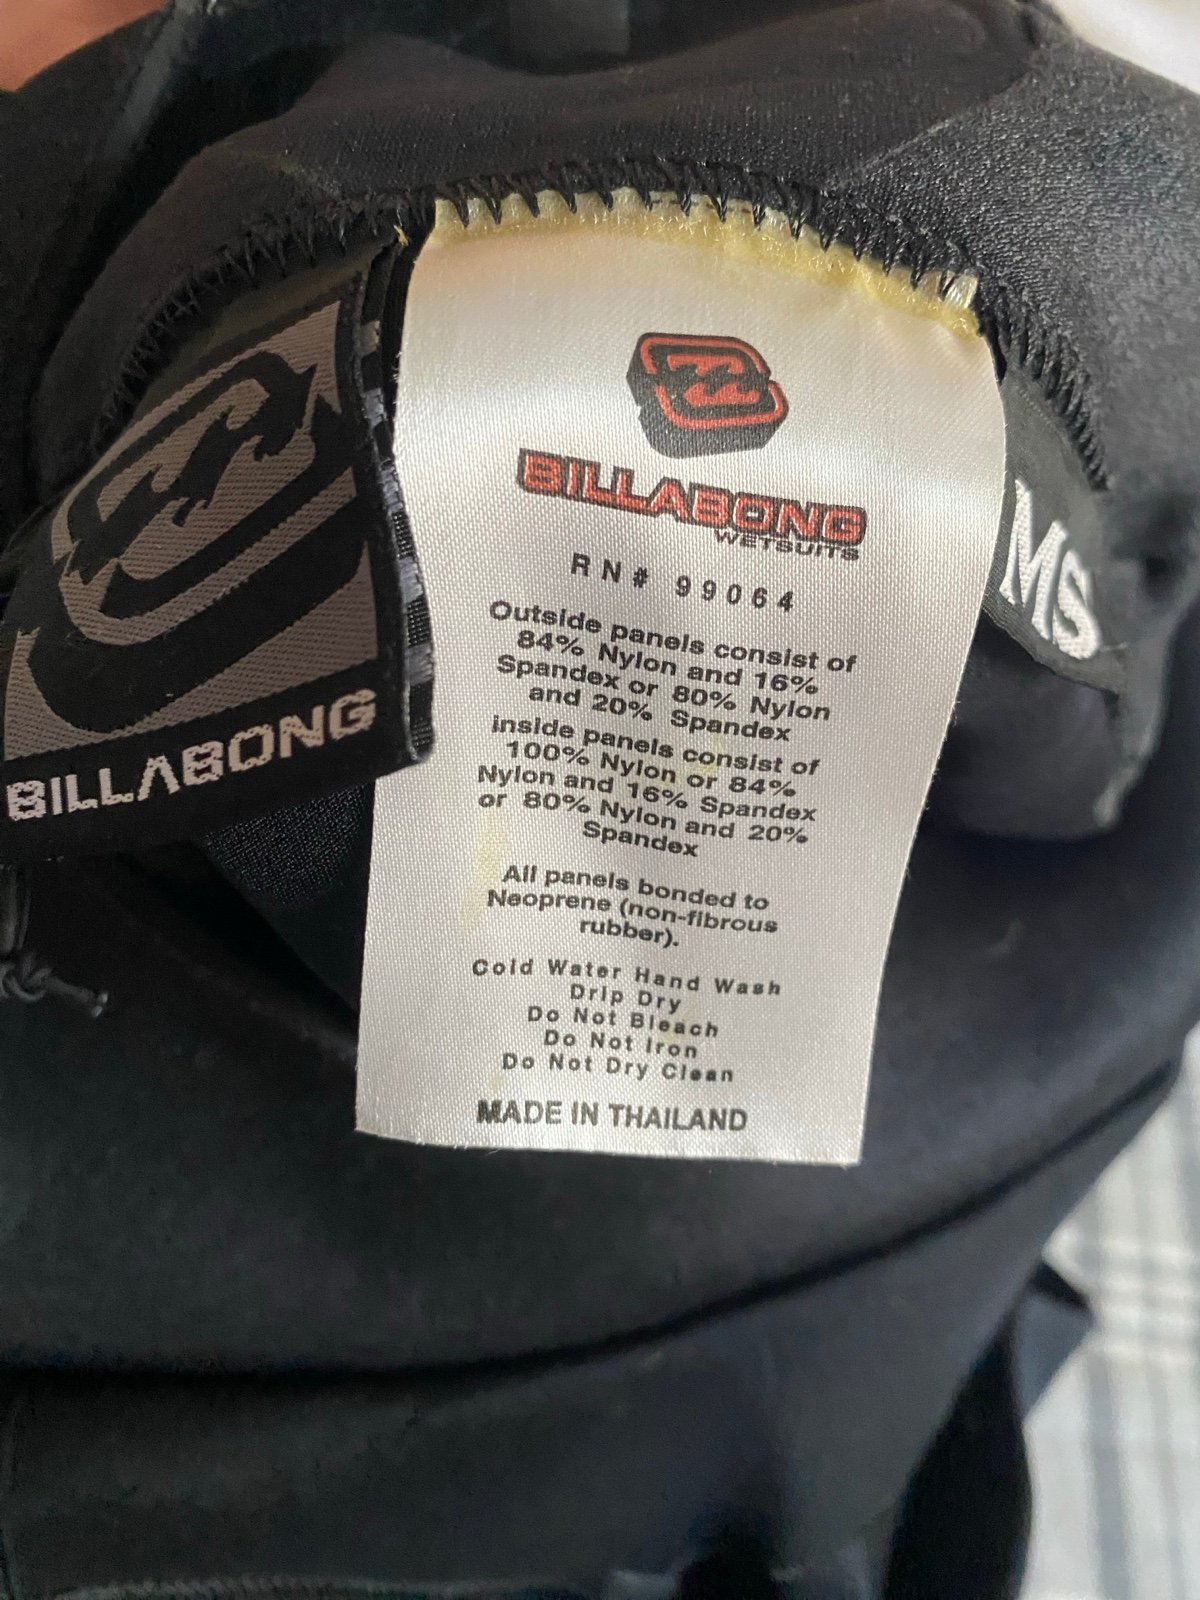 BILLABONG
WETSUITS
RN# 99064
Outside panels consist of
84% Nylon and 16%
Spandex or 80% Nylon
and 20% Spandex
inside panels consist of
100% Nylon or 84%
Nylon and 16% Spandex
or 80% Nylon and 20%
Spandex
All panels bonded to
Neoprene (non-fibrous
rubber).
Cold Water Hand Wash
Drip Dry
Do Not Bleach
Do Not Iron
Do Not Dry Clean
MADE IN THAILAND
BILLABONG
MS